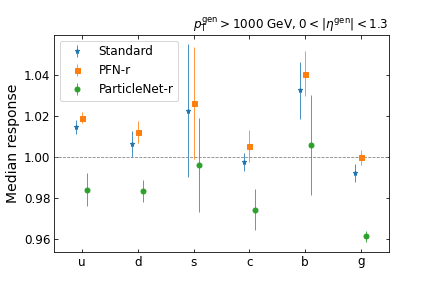 p_T^gen > 1000 GeV, 0 < |η^gen| < 1.3
Standard
PFN-r
ParticleNet-r
Median response
1.04
1.02
1.00
0.98
0.96
u d s c b g